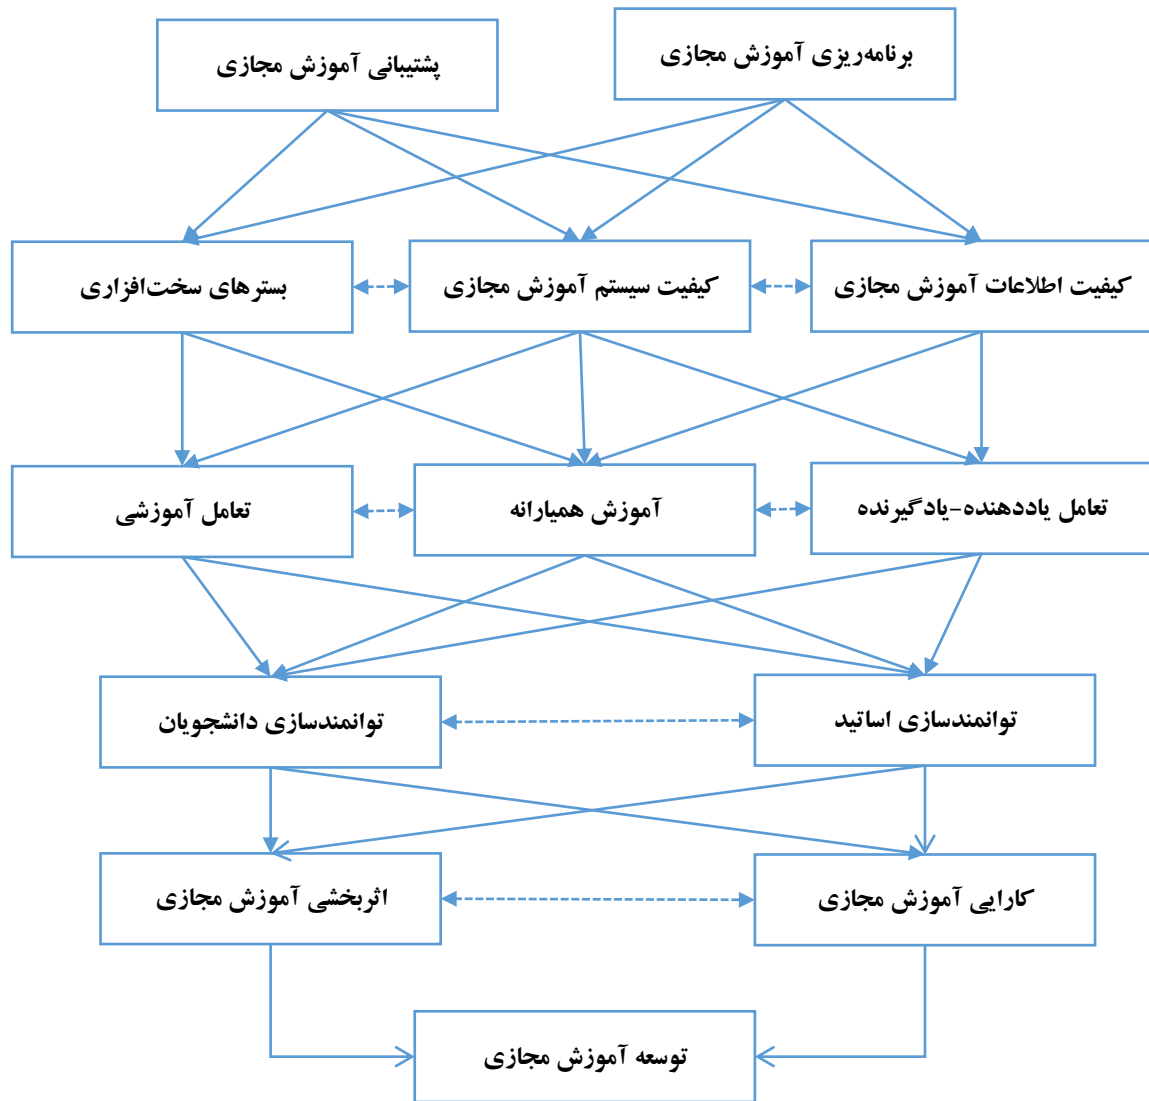 برنامه‌ریزی آموزش مجازی
پشتیبانی آموزش مجازی
کیفیت اطلاعات آموزش مجازی
کیفیت سیستم آموزش مجازی
بسترهای سخت‌افزاری
تعامل یاددهنده-یادگیرنده
آموزش همیارانه
تعامل آموزشی
توانمندسازی اساتید
توانمندسازی دانشجویان
کارایی آموزش مجازی
اثربخشی آموزش مجازی
توسعه آموزش مجازی